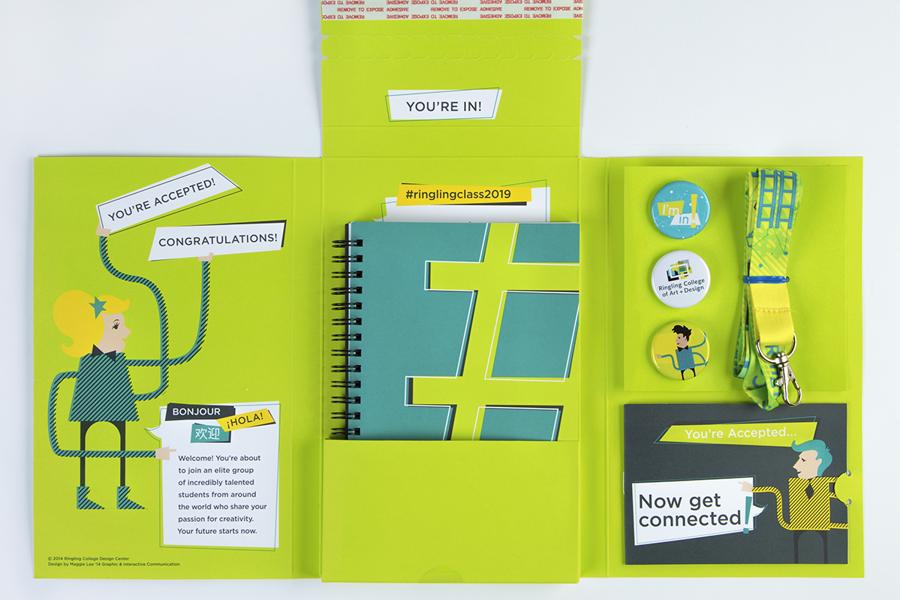 REMOVE TO EXPOSE ADHESIVE
YOU'RE IN!
YOU'RE ACCEPTED!
CONGRATULATIONS!
BONJOUR
¡HOLA!
欢迎
Welcome! You're about
to join an elite group
of incredibly talented
students from around
the world who share your
passion for creativity.
Your future starts now.
© 2014 Ringling College Design Center
Design by Maggie Lee '14 Graphic & Interactive Communication
#ringlingclass2019
#
I'm
in!
Ringling College
of Art + Design
You're Accepted...
Now get
connected!